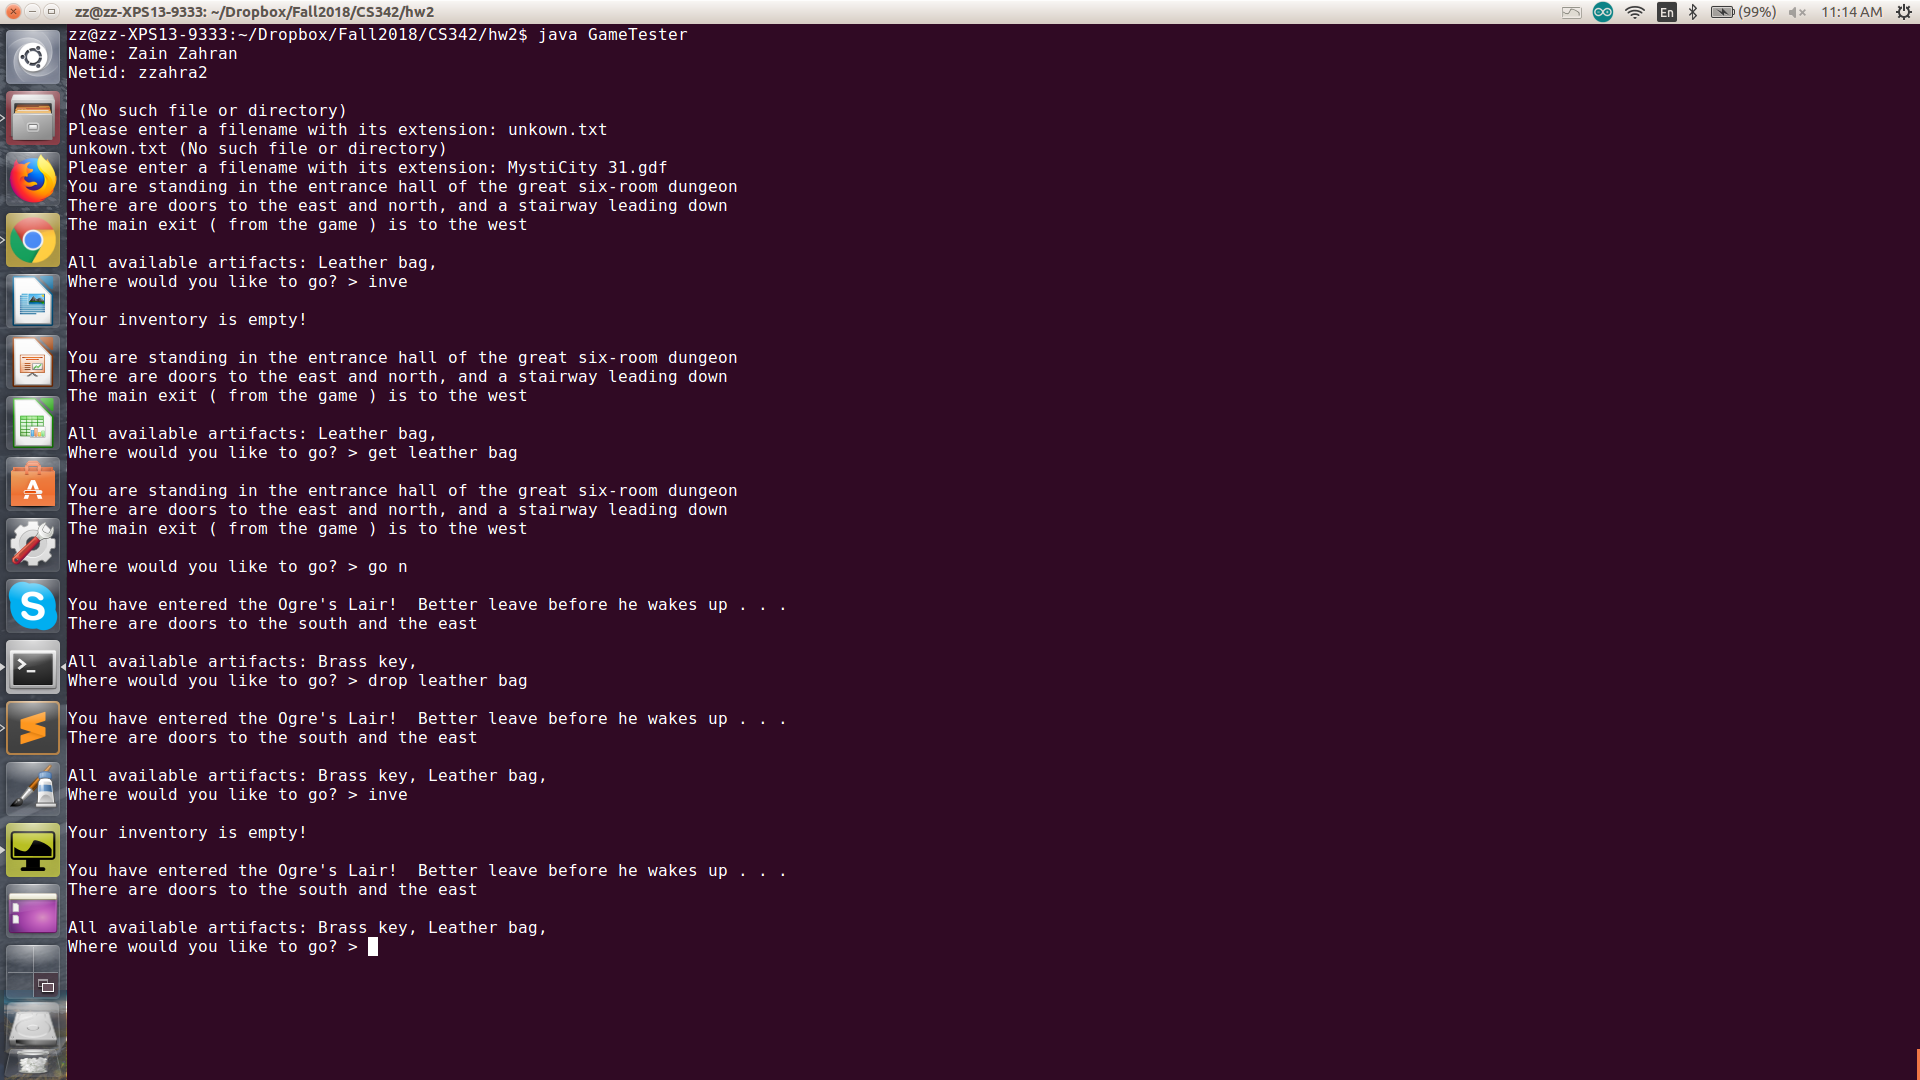 zz@zz-XPS13-9333: ~/Dropbox/Fall2018/CS342/hw2
En
(99%)
11:14 AM
zz@zz-XPS13-9333:~/Dropbox/Fall2018/CS342/hw2$ java GameTester
Name: Zain Zahran
Netid: zzahra2
(No such file or directory)
Please enter a filename with its extension: unkown.txt
unkown.txt (No such file or directory)
Please enter a filename with its extension: MystiCity 31.gdf
You are standing in the entrance hall of the great six-room dungeon
There are doors to the east and north, and a stairway leading down
The main exit ( from the game ) is to the west
All available artifacts: Leather bag,
Where would you like to go? > inve
Your inventory is empty!
You are standing in the entrance hall of the great six-room dungeon
There are doors to the east and north, and a stairway leading down
The main exit ( from the game ) is to the west
All available artifacts: Leather bag,
Where would you like to go? > get leather bag
You are standing in the entrance hall of the great six-room dungeon
There are doors to the east and north, and a stairway leading down
The main exit ( from the game ) is to the west
Where would you like to go? > go n
You have entered the Ogre's Lair!  Better leave before he wakes up . . .
There are doors to the south and the east
All available artifacts: Brass key,
Where would you like to go? > drop leather bag
You have entered the Ogre's Lair!  Better leave before he wakes up . . .
There are doors to the south and the east
All available artifacts: Brass key, Leather bag,
Where would you like to go? > inve
Your inventory is empty!
You have entered the Ogre's Lair!  Better leave before he wakes up . . .
There are doors to the south and the east
All available artifacts: Brass key, Leather bag,
Where would you like to go? >